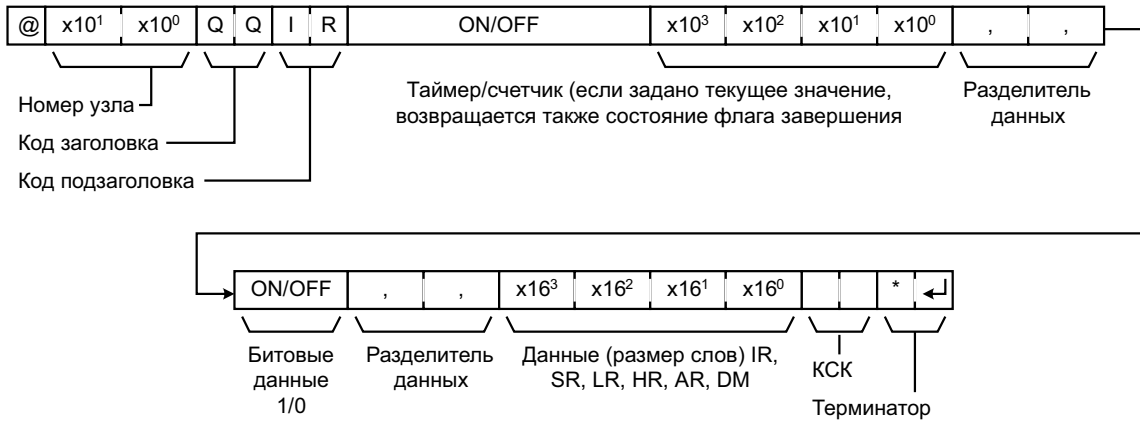 @ x10¹ x10⁰ Q Q I R ON/OFF x10³ x10² x10¹ x10⁰ , ,
Номер узла
Код заголовка
Код подзаголовка
Таймер/счетчик (если задано текущее значение,
возвращается также состояние флага завершения
Разделитель
данных
ON/OFF , , x16³ x16² x16¹ x16⁰ *
Битовые
данные
1/0
Разделитель
данных
Данные (размер слов) IR,
SR, LR, HR, AR, DM
КСК
Терминатор